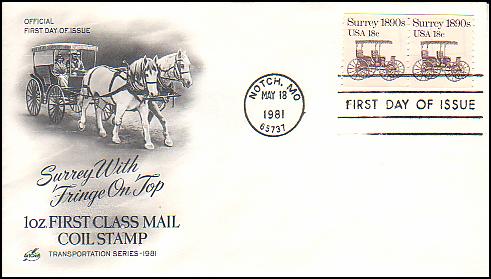 OFFICIAL
FIRST DAY OF ISSUE
Surrey With
Fringe On Top
1oz. FIRST CLASS MAIL
COIL STAMP
TRANSPORTATION SERIES-1981
NOTCH, MO
MAY 18
1981
65737
Surrey 1890s
USA 18c
Surrey 1890s
USA 18c
FIRST DAY OF ISSUE